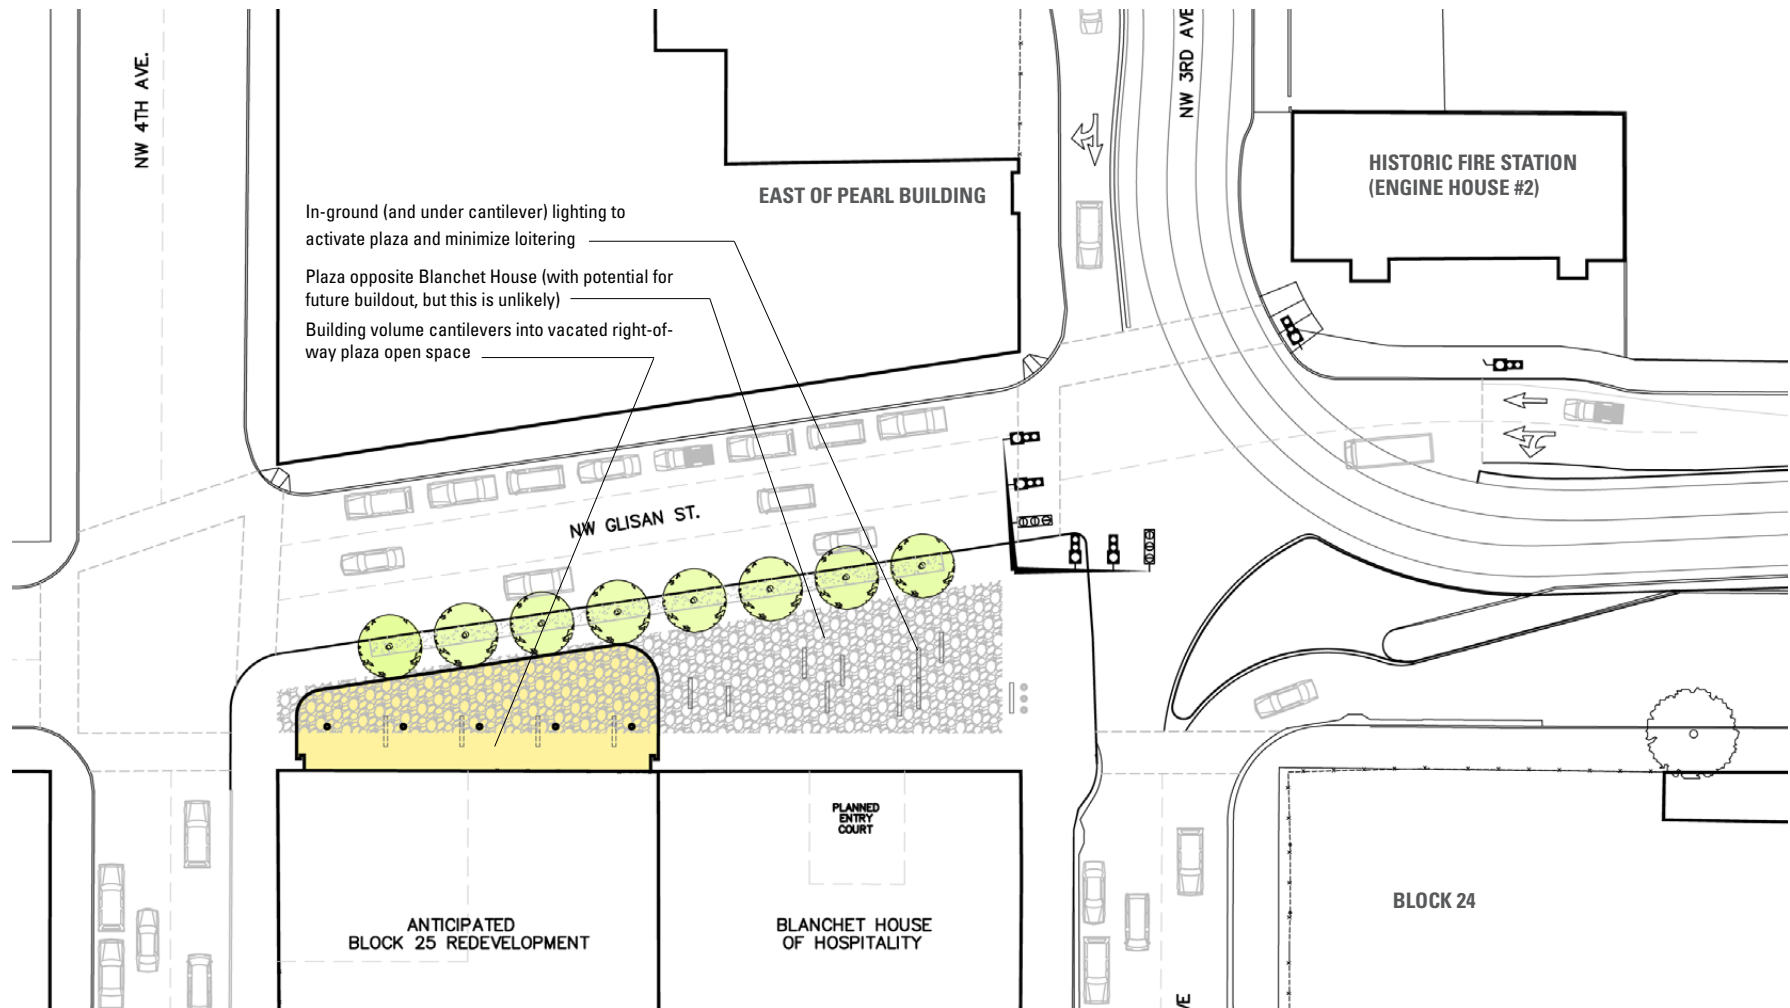 NW 4TH AVE.
NW 3RD AVE
HISTORIC FIRE STATION
(ENGINE HOUSE #2)
EAST OF PEARL BUILDING
In-ground (and under cantilever) lighting to
activate plaza and minimize loitering
Plaza opposite Blanchet House (with potential for
future buildout, but this is unlikely)
Building volume cantilevers into vacated right-of-
way plaza open space
NW GLISAN ST.
PLANNED
ENTRY
COURT
ANTICIPATED
BLOCK 25 REDEVELOPMENT
BLANCHET HOUSE
OF HOSPITALITY
BLOCK 24
VE